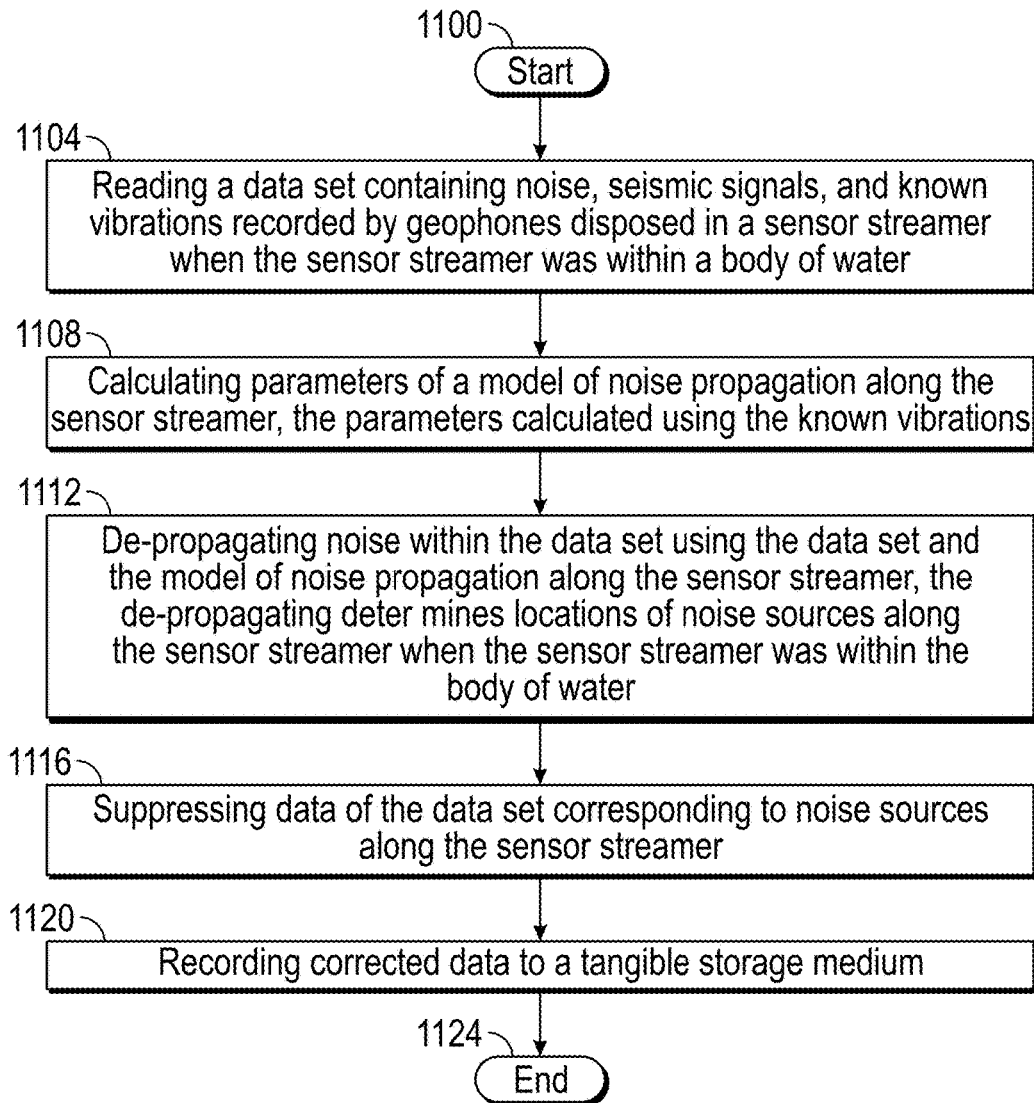 1100
Start
1104
Reading a data set containing noise, seismic signals, and known
vibrations recorded by geophones disposed in a sensor streamer
when the sensor streamer was within a body of water
1108
Calculating parameters of a model of noise propagation along the
sensor streamer, the parameters calculated using the known vibrations
1112
De-propagating noise within the data set using the data set and
the model of noise propagation along the sensor streamer, the
de-propagating deter mines locations of noise sources along
the sensor streamer when the sensor streamer was within the
body of water
1116
Suppressing data of the data set corresponding to noise sources
along the sensor streamer
1120
Recording corrected data to a tangible storage medium
1124
End